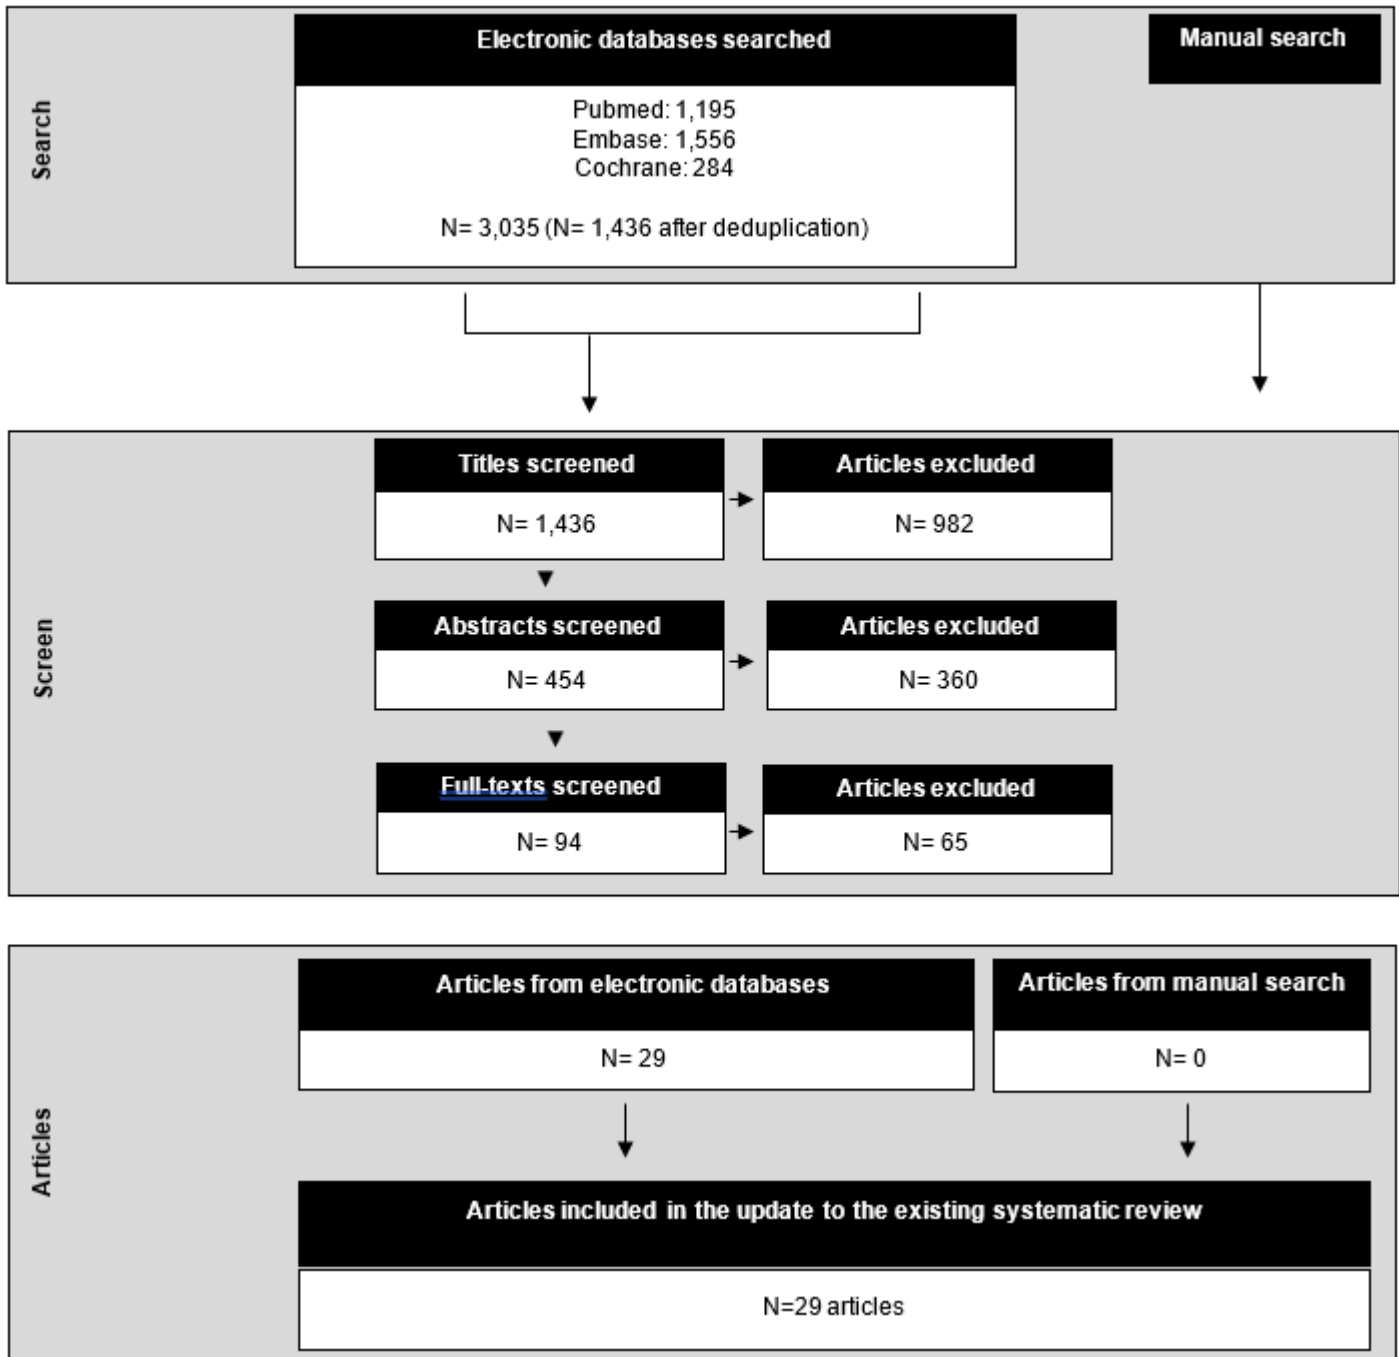 Search
Electronic databases searched
Manual search
Pubmed: 1,195
Embase: 1,556
Cochrane: 284
N= 3,035 (N= 1,436 after deduplication)
Screen
Titles screened
Articles excluded
N= 1,436
N= 982
Abstracts screened
Articles excluded
N= 454
N= 360
Full-texts screened
Articles excluded
N= 94
N= 65
Articles
Articles from electronic databases
Articles from manual search
N= 29
N= 0
Articles included in the update to the existing systematic review
N=29 articles